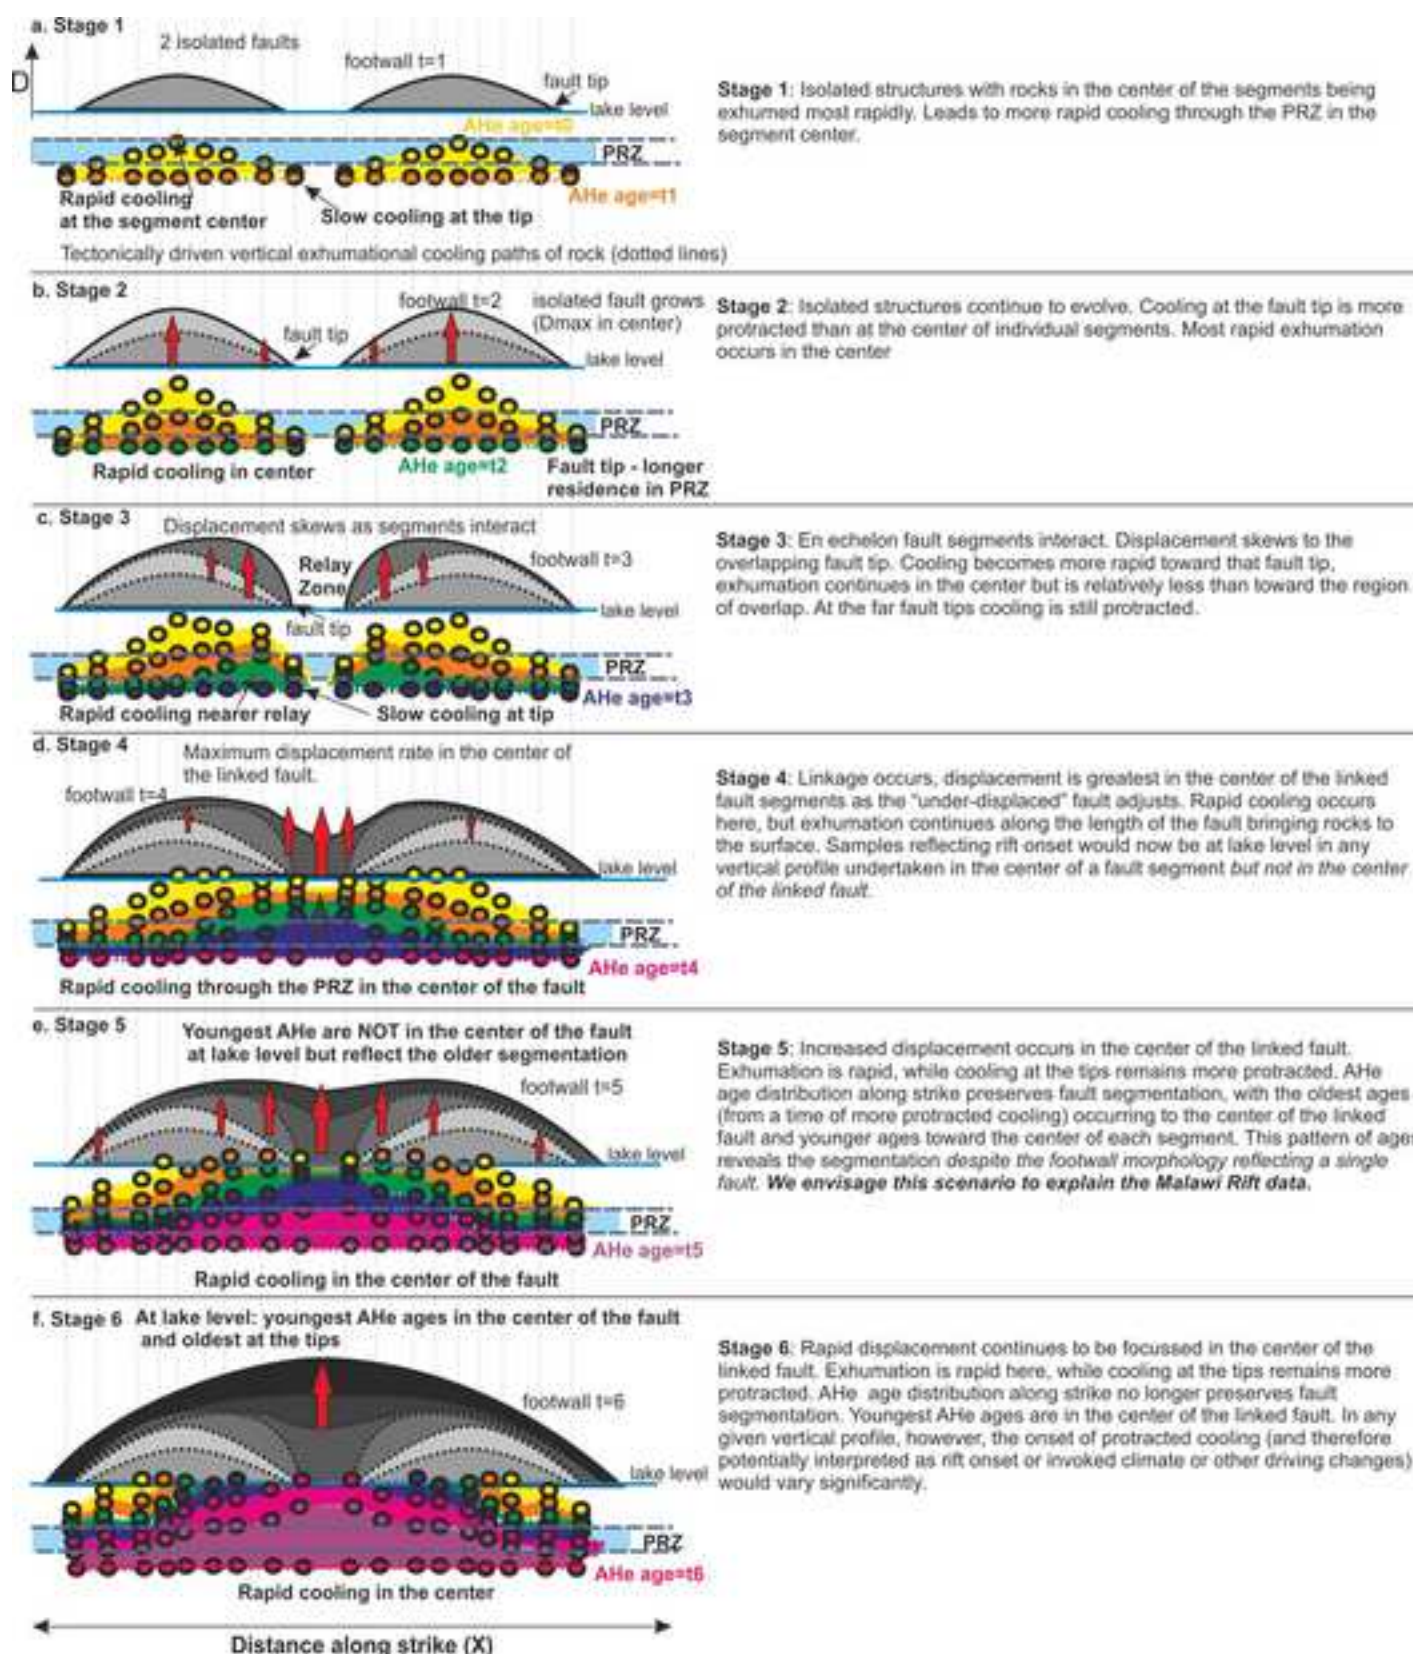 a. Stage 1
2 isolated faults
footwall t=1
fault tip
D
lake level
AHe age=t0
PRZ
AHe age=t1
Rapid cooling
at the segment center
Slow cooling at the tip
Tectonically driven vertical exhumational cooling paths of rock (dotted lines)
Stage 1: Isolated structures with rocks in the center of the segments being
exhumed most rapidly. Leads to more rapid cooling through the PRZ in the
segment center.
b. Stage 2
footwall t=2
isolated fault grows
(Dmax in center)
fault tip
lake level
PRZ
Rapid cooling in center
AHe age=t2
Fault tip - longer
residence in PRZ
Stage 2: Isolated structures continue to evolve. Cooling at the fault tip is more
protracted than at the center of individual segments. Most rapid exhumation
occurs in the center
c. Stage 3
Displacement skews as segments interact
Relay
Zone
footwall t=3
lake level
fault tip
PRZ
AHe age=t3
Rapid cooling nearer relay
Slow cooling at tip
Stage 3: En echelon fault segments interact. Displacement skews to the
overlapping fault tip. Cooling becomes more rapid toward that fault tip,
exhumation continues in the center but is relatively less than toward the region
of overlap. At the far fault tips cooling is still protracted.
d. Stage 4
Maximum displacement rate in the center of
the linked fault.
footwall t=4
lake level
PRZ
AHe age=t4
Rapid cooling through the PRZ in the center of the fault
Stage 4: Linkage occurs, displacement is greatest in the center of the linked
fault segments as the "under-displaced" fault adjusts. Rapid cooling occurs
here, but exhumation continues along the length of the fault bringing rocks to
the surface. Samples reflecting rift onset would now be at lake level in any
vertical profile undertaken in the center of a fault segment but not in the center
of the linked fault.
e. Stage 5
Youngest AHe are NOT in the center of the fault
at lake level but reflect the older segmentation
footwall t=5
lake level
PRZ
AHe age=t5
Rapid cooling in the center of the fault
Stage 5: Increased displacement occurs in the center of the linked fault.
Exhumation is rapid, while cooling at the tips remains more protracted. AHe
age distribution along strike preserves fault segmentation, with the oldest ages
(from a time of more protracted cooling) occurring to the center of the linked
fault and younger ages toward the center of each segment. This pattern of ages
reveals the segmentation despite the footwall morphology reflecting a single
fault. We envisage this scenario to explain the Malawi Rift data.
f. Stage 6
At lake level: youngest AHe ages in the center of the fault
and oldest at the tips
footwall t=6
lake level
PRZ
AHe age=t6
Rapid cooling in the center
Stage 6: Rapid displacement continues to be focussed in the center of the
linked fault. Exhumation is rapid here, while cooling at the tips remains more
protracted. AHe age distribution along strike no longer preserves fault
segmentation. Youngest AHe ages are in the center of the linked fault. In any
given vertical profile, however, the onset of protracted cooling (and therefore
potentially interpreted as rift onset or invoked climate or other driving changes)
would vary significantly.
Distance along strike (X)